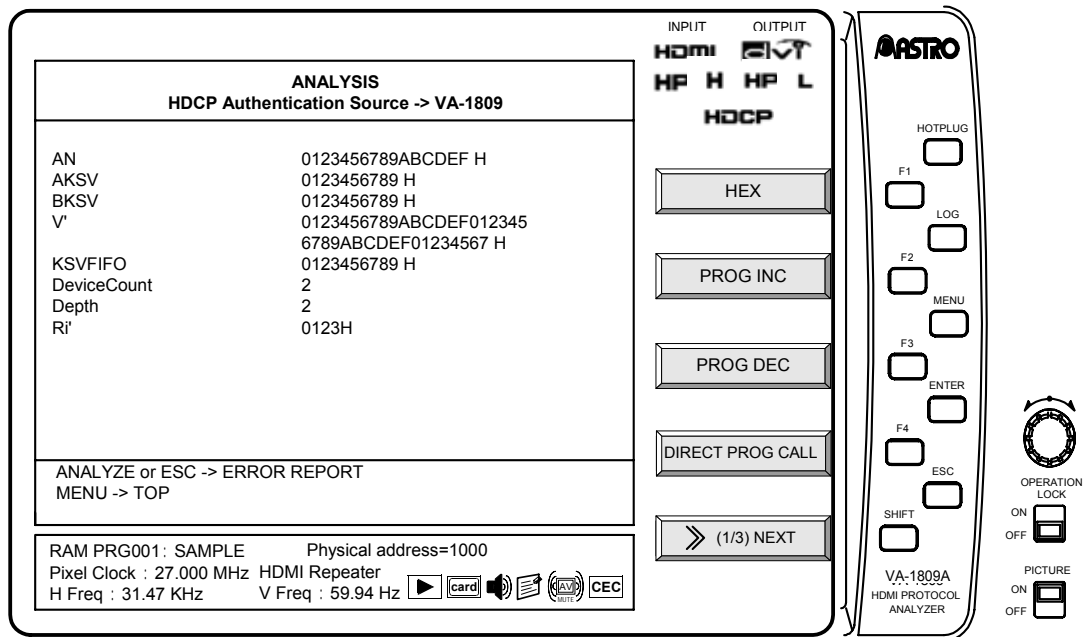 ANALYSIS
HDCP Authentication Source -> VA-1809
AN 0123456789ABCDEF H
AKSV 0123456789 H
BKSV 0123456789 H
V' 0123456789ABCDEF012345
6789ABCDEF01234567 H
KSVFIFO 0123456789 H
DeviceCount 2
Depth 2
Ri' 0123H
ANALYZE or ESC -> ERROR REPORT
MENU -> TOP
RAM PRG001: SAMPLE Physical address=1000
Pixel Clock : 27.000 MHz HDMI Repeater
H Freq : 31.47 KHz V Freq : 59.94 Hz card AV MUTE CEC
INPUT OUTPUT
HDMI
HP H HP L
HDCP
HEX
PROG INC
PROG DEC
DIRECT PROG CALL
(1/3) NEXT
ASTRO
HOTPLUG
F1
LOG
F2
MENU
F3
ENTER
F4
ESC
SHIFT
VA-1809A
HDMI PROTOCOL
ANALYZER
OPERATION
LOCK
ON
OFF
PICTURE
ON
OFF